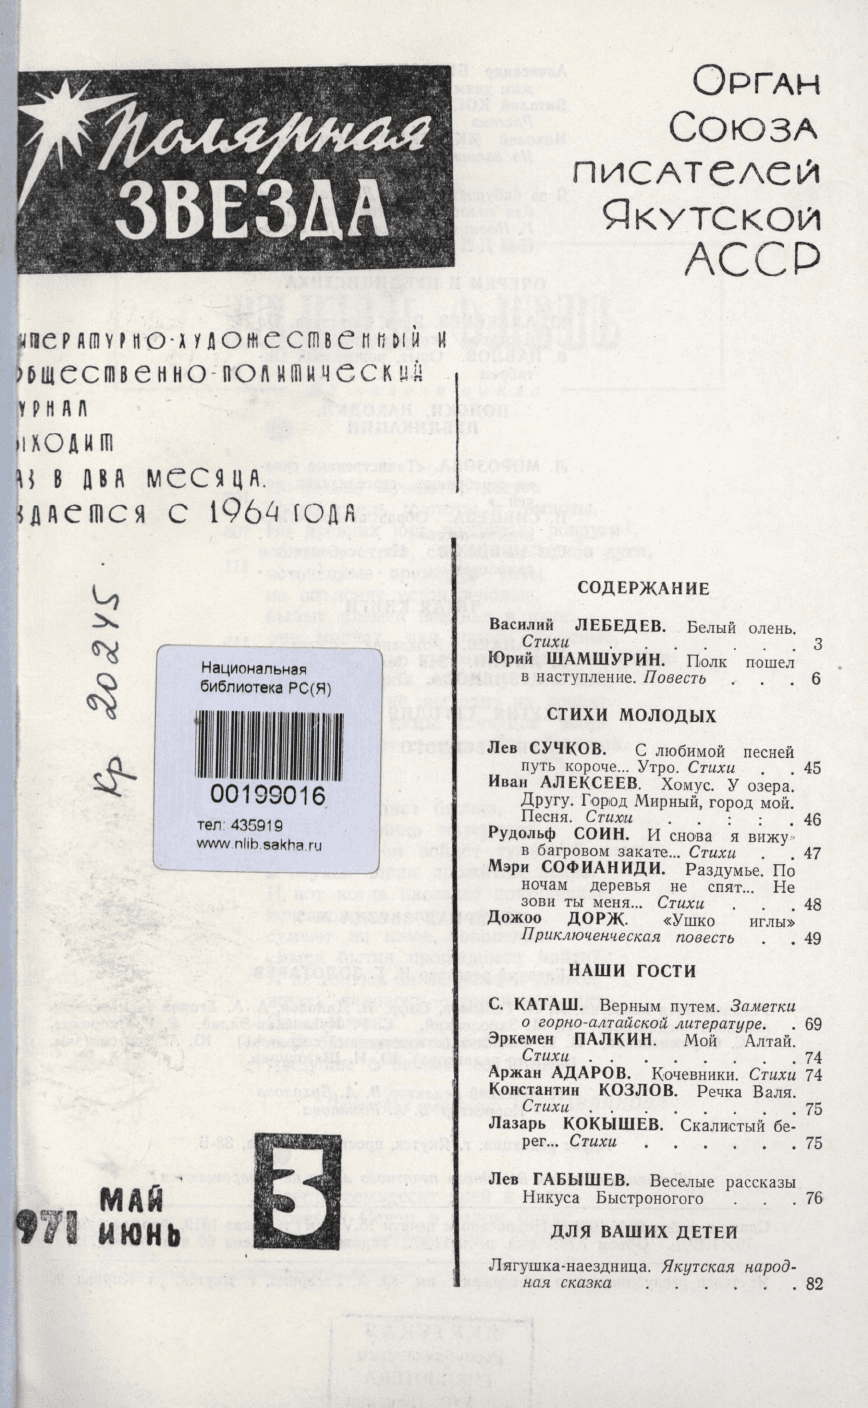 Полярная
ЗВЕЗДА
Орган
Союза
писателей
Якутской
АССР
итературно-художественный и
общественно-политический
урнал
ыходит
аз в два месяца.
здается с 1964 года
Кр 20245
Национальная
библиотека РС(Я)
00199016
тел: 435919
www.nlib.sakha.ru
971
МАЙ
ИЮНЬ
3
СОДЕРЖАНИЕ
Василий ЛЕБЕДЕВ. Белый олень.
Стихи . . . . . . . 3
Юрий ШАМШУРИН. Полк пошел
в наступление. Повесть . . . 6
СТИХИ МОЛОДЫХ
Лев СУЧКОВ. С любимой песней
путь короче... Утро. Стихи . . 45
Иван АЛЕКСЕЕВ. Хомус. У озера.
Другу. Город Мирный, город мой.
Песня. Стихи . . : : . 46
Рудольф СОИН. И снова я вижу
в багровом закате... Стихи . . 47
Мэри СОФИАНИДИ. Раздумье. По
ночам деревья не спят... Не
зови ты меня... Стихи . . . 48
Дожоо ДОРЖ. «Ушко иглы»
Приключенческая повесть . . 49
НАШИ ГОСТИ
С. КАТАШ. Верным путем. Заметки
о горно-алтайской литературе. . 69
Эркемен ПАЛКИН. Мой Алтай.
Стихи . . . . . . . . 74
Аржан АДАРОВ. Кочевники. Стихи 74
Константин КОЗЛОВ. Речка Валя.
Стихи . . . . . . . . 75
Лазарь КОКЫШЕВ. Скалистый бе-
рег... Стихи . . . . . . 75
Лев ГАБЫШЕВ. Веселые рассказы
Никуса Быстроногого . . . 76
ДЛЯ ВАШИХ ДЕТЕЙ
Лягушка-наездница. Якутская народ-
ная сказка . . . . . . 82